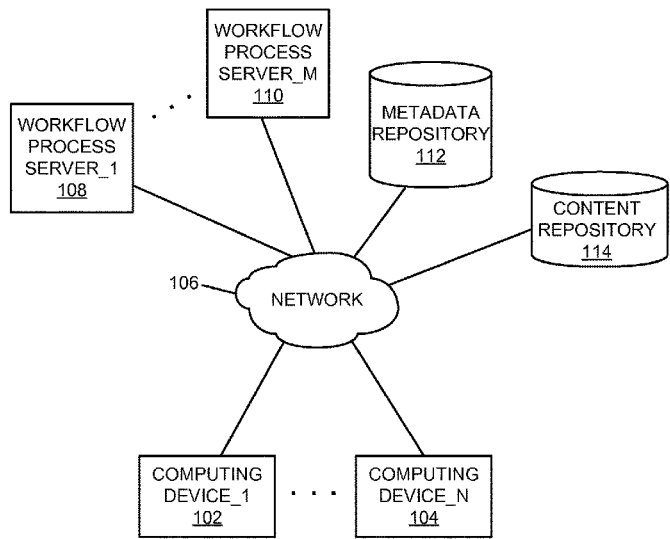 WORKFLOW
PROCESS
SERVER_M
110
WORKFLOW
PROCESS
SERVER_1
108
METADATA
REPOSITORY
112
CONTENT
REPOSITORY
114
106
NETWORK
COMPUTING
DEVICE_1
102
COMPUTING
DEVICE_N
104